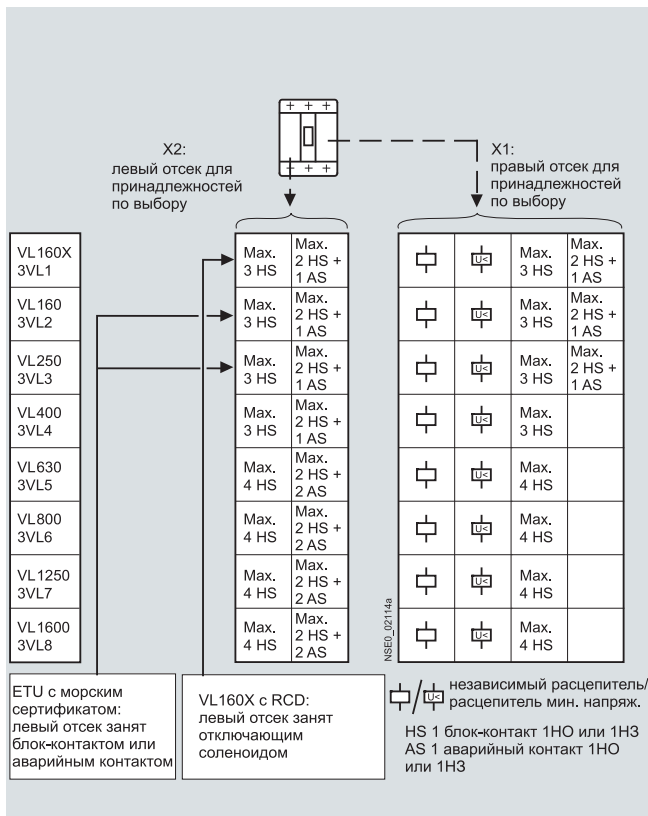 X2:
левый отсек для
принадлежностей
по выбору
X1:
правый отсек для
принадлежностей
по выбору
VL160X
3VL1
Max.
3 HS
Max.
2 HS +
1 AS
U<
Max.
3 HS
Max.
2 HS +
1 AS
VL160
3VL2
Max.
3 HS
Max.
2 HS +
1 AS
U<
Max.
3 HS
Max.
2 HS +
1 AS
VL250
3VL3
Max.
3 HS
Max.
2 HS +
1 AS
U<
Max.
3 HS
Max.
2 HS +
1 AS
VL400
3VL4
Max.
3 HS
Max.
2 HS +
1 AS
U<
Max.
3 HS
VL630
3VL5
Max.
4 HS
Max.
2 HS +
2 AS
U<
Max.
4 HS
VL800
3VL6
Max.
4 HS
Max.
2 HS +
2 AS
U<
Max.
4 HS
VL1250
3VL7
Max.
4 HS
Max.
2 HS +
2 AS
U<
Max.
4 HS
VL1600
3VL8
Max.
4 HS
Max.
2 HS +
2 AS
U<
Max.
4 HS
NSE0_02114a
ETU с морским
сертификатом:
левый отсек занят
блок-контактом или
аварийным контактом
VL160X с RCD:
левый отсек занят
отключающим
соленоидом
/ U< независимый расцепитель/
расцепитель мин. напряж.
HS 1 блок-контакт 1НО или 1НЗ
AS 1 аварийный контакт 1НО
или 1НЗ